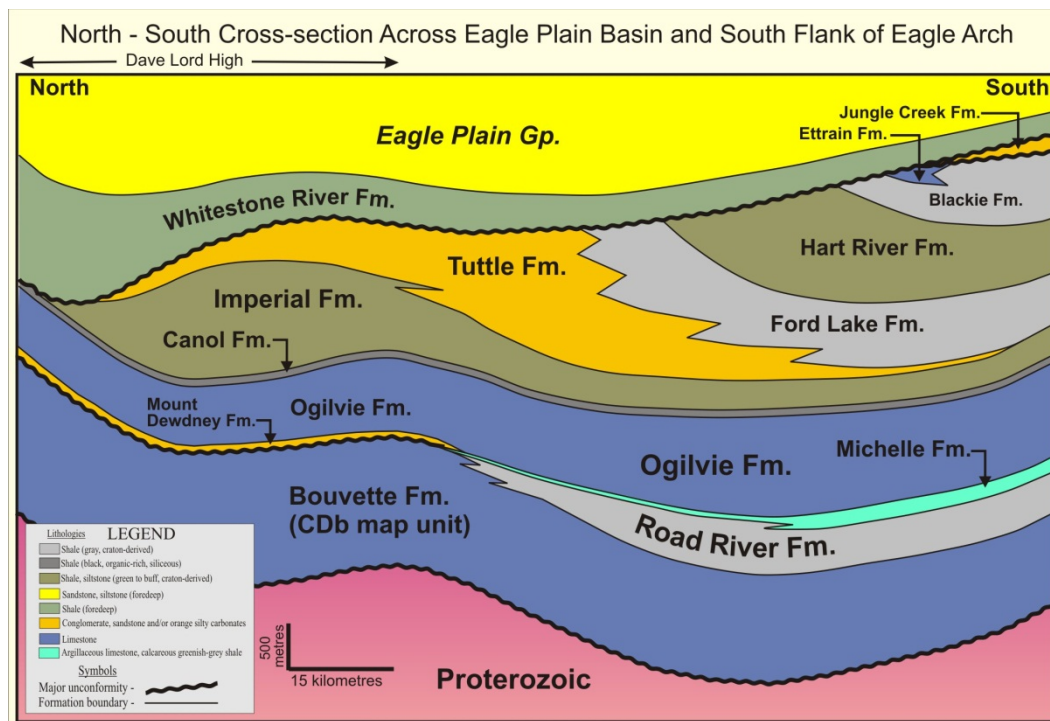 North - South Cross-section Across Eagle Plain Basin and South Flank of Eagle Arch
Dave Lord High
North
South
Jungle Creek Fm.
Ettrain Fm.
Eagle Plain Gp.
Whitestone River Fm.
Blackie Fm.
Hart River Fm.
Tuttle Fm.
Imperial Fm.
Ford Lake Fm.
Canol Fm.
Mount
Dewdney Fm.
Ogilvie Fm.
Ogilvie Fm.
Michelle Fm.
Bouvette Fm.
(CDb map unit)
Road River Fm.
Lithologies
LEGEND
Shale (gray, craton-derived)
Shale (black, organic-rich, siliceous)
Shale, siltstone (green to buff, craton-derived)
Sandstone, siltstone (foredeep)
Shale (foredeep)
Conglomerate, sandstone and/or orange silty carbonates
Limestone
Argillaceous limestone, calcareous greenish-grey shale
Symbols
Major unconformity -
Formation boundary -
500
metres
15 kilometres
Proterozoic